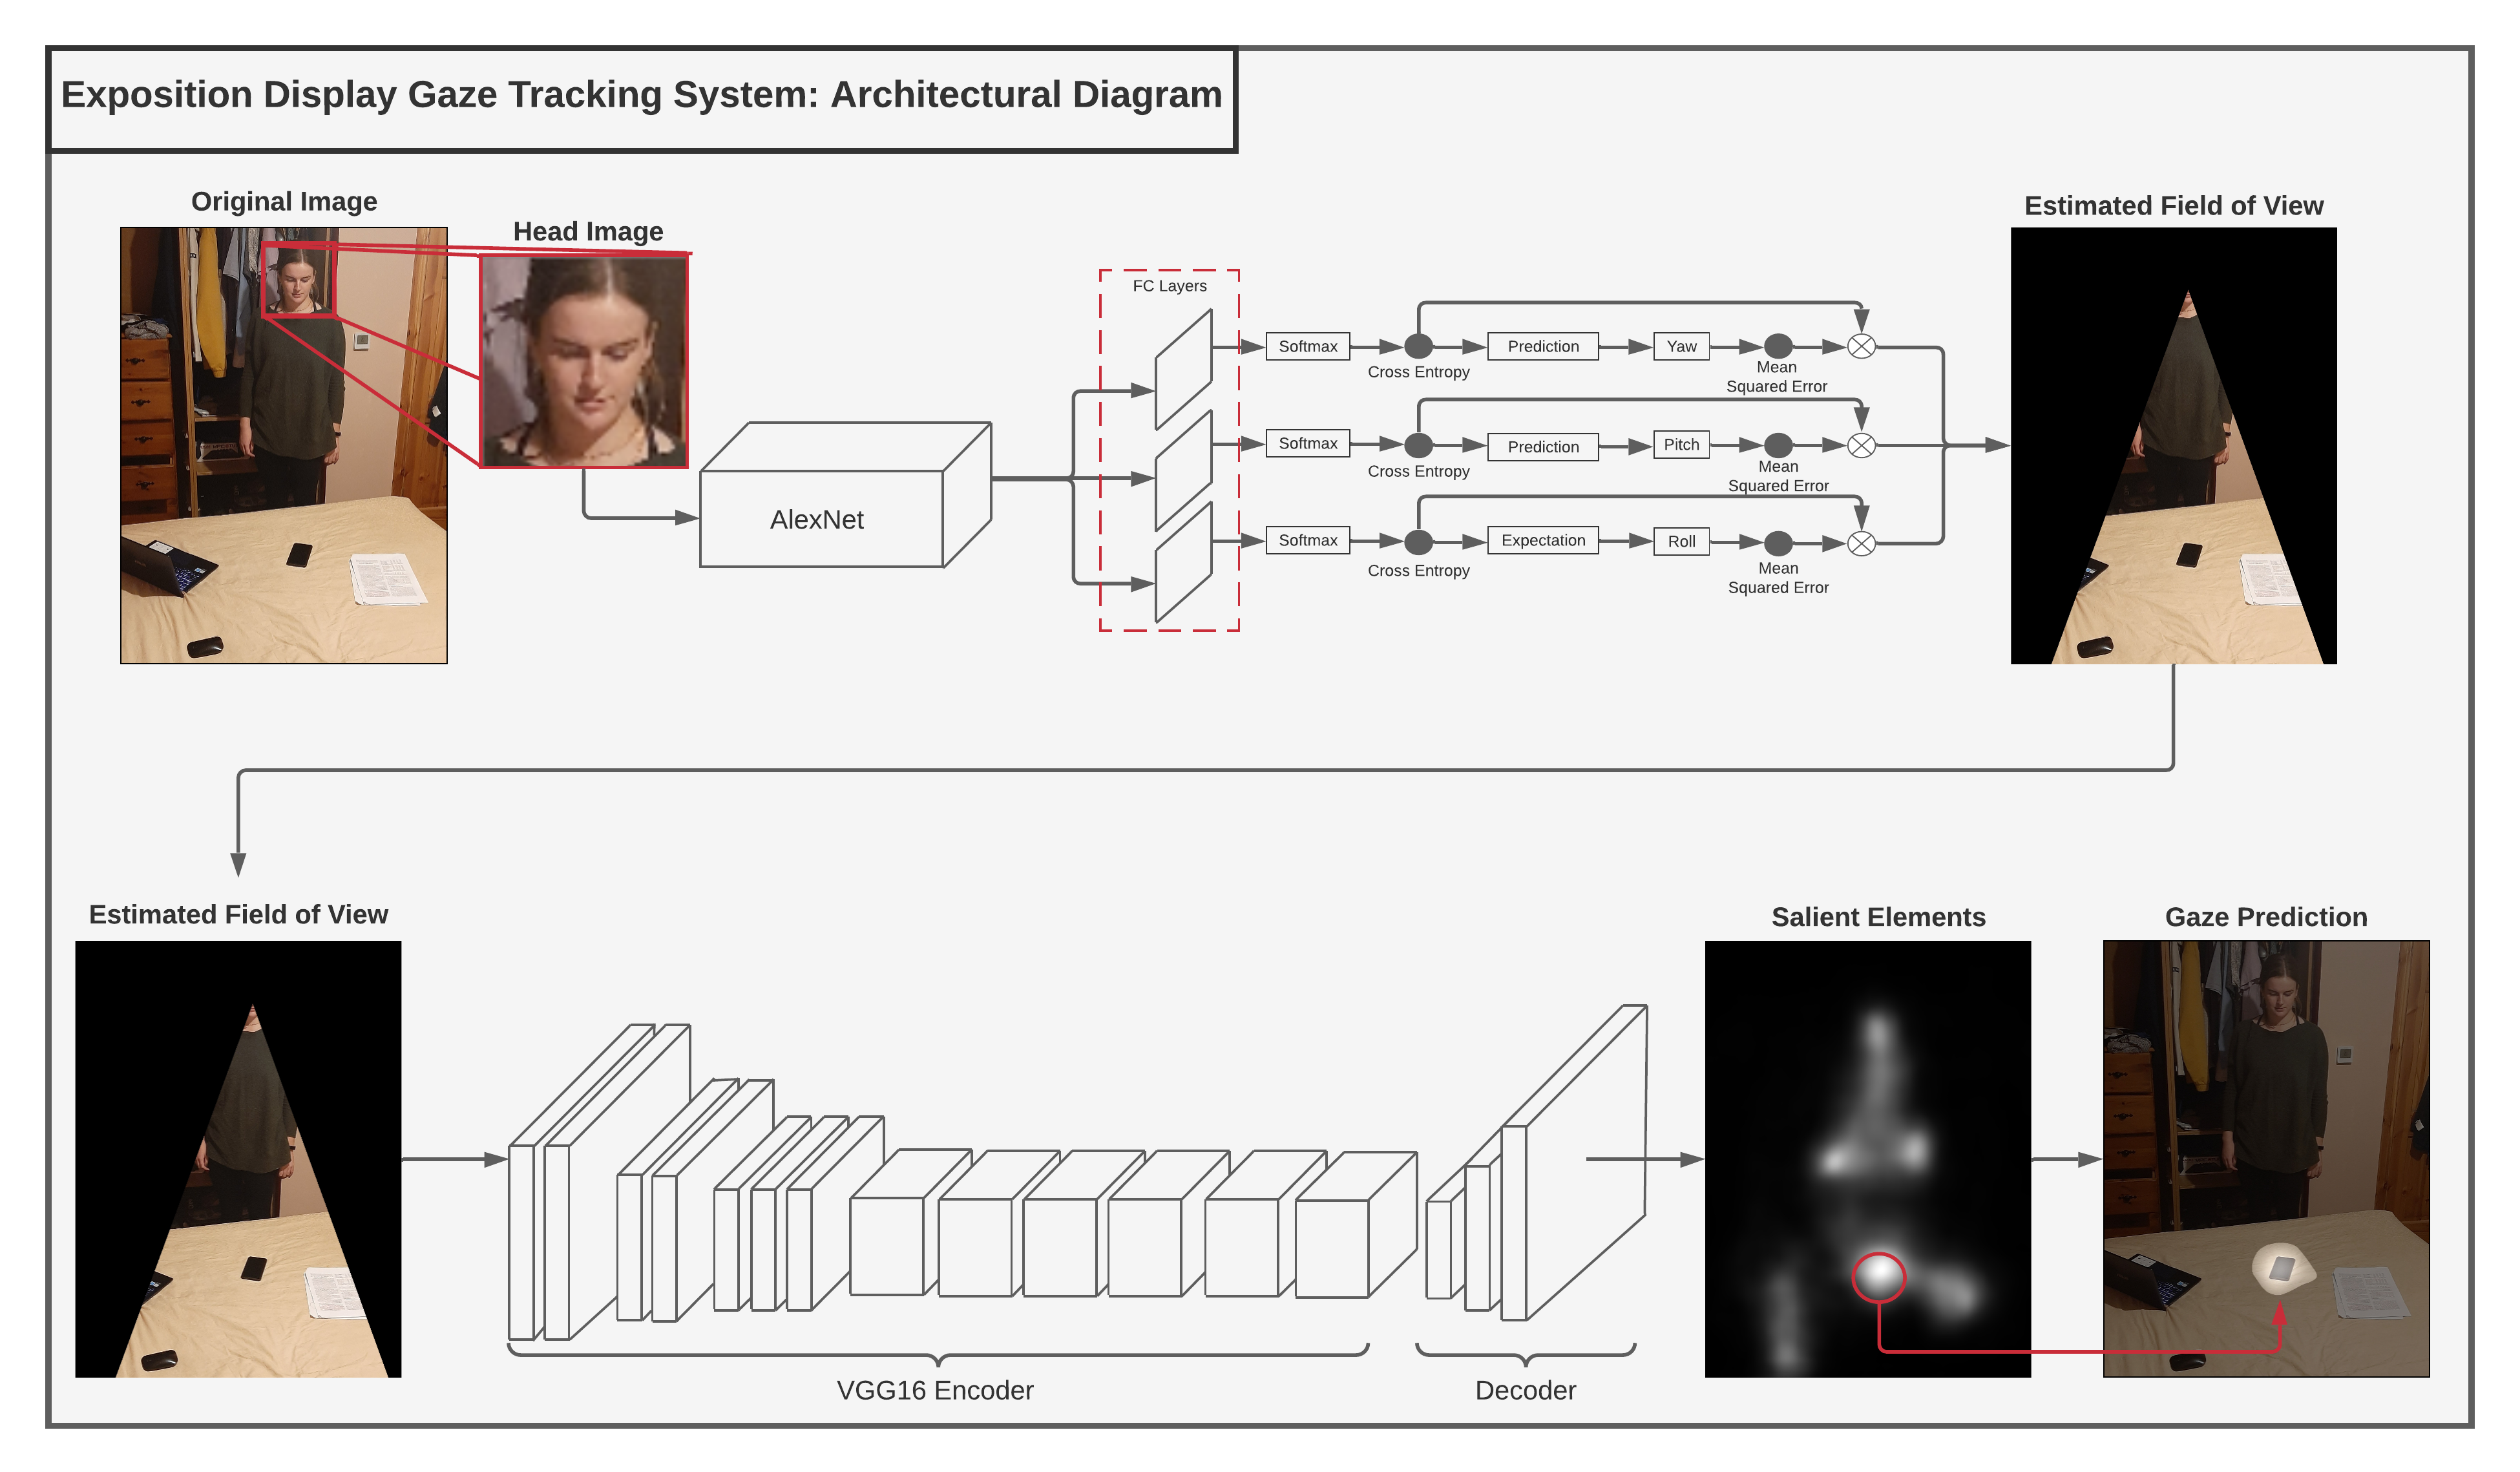 Exposition Display Gaze Tracking System: Architectural Diagram
Original Image
Head Image
Estimated Field of View
FC Layers
Softmax
Cross Entropy
Prediction
Yaw
Mean
Squared Error
Softmax
Cross Entropy
Prediction
Pitch
Mean
Squared Error
Softmax
Cross Entropy
Expectation
Roll
Mean
Squared Error
AlexNet
Estimated Field of View
Salient Elements
Gaze Prediction
VGG16 Encoder
Decoder